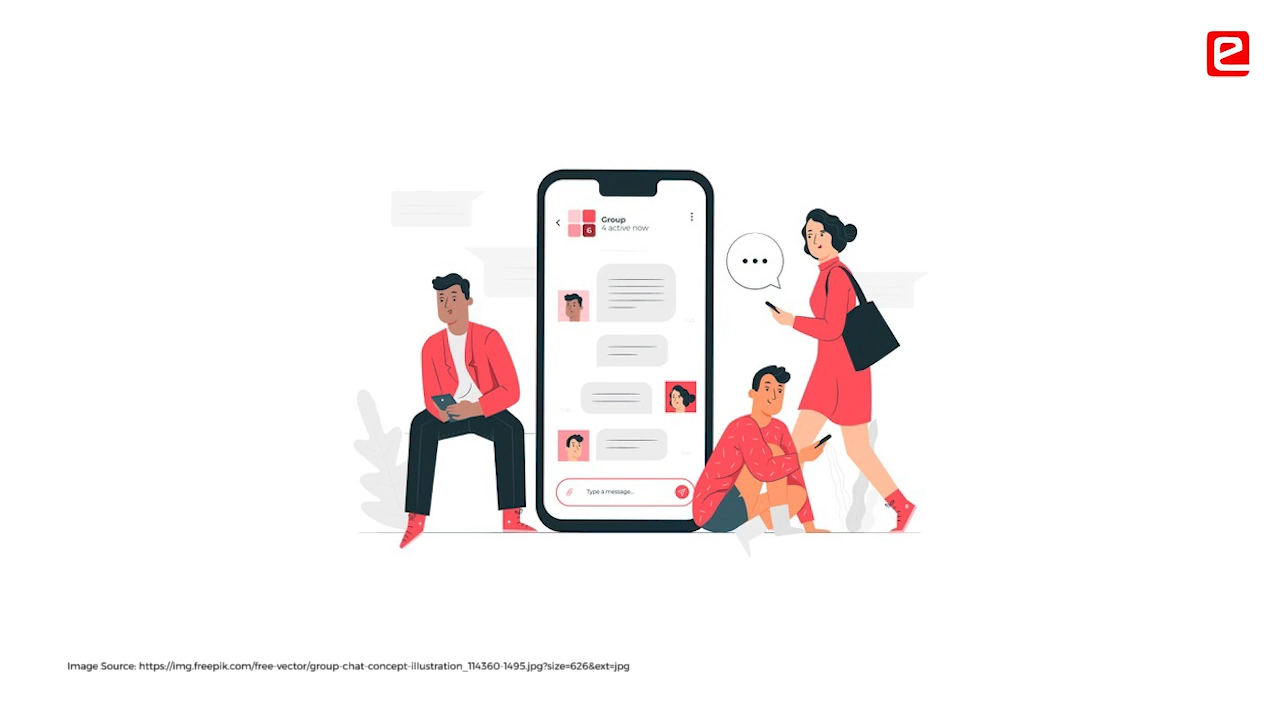 e
Group
4 active now
6
Type a message...
Image Source: https://img.freepik.com/free-vector/group-chat-concept-illustration_114360-1495.jpg?size=626&ext=jpg